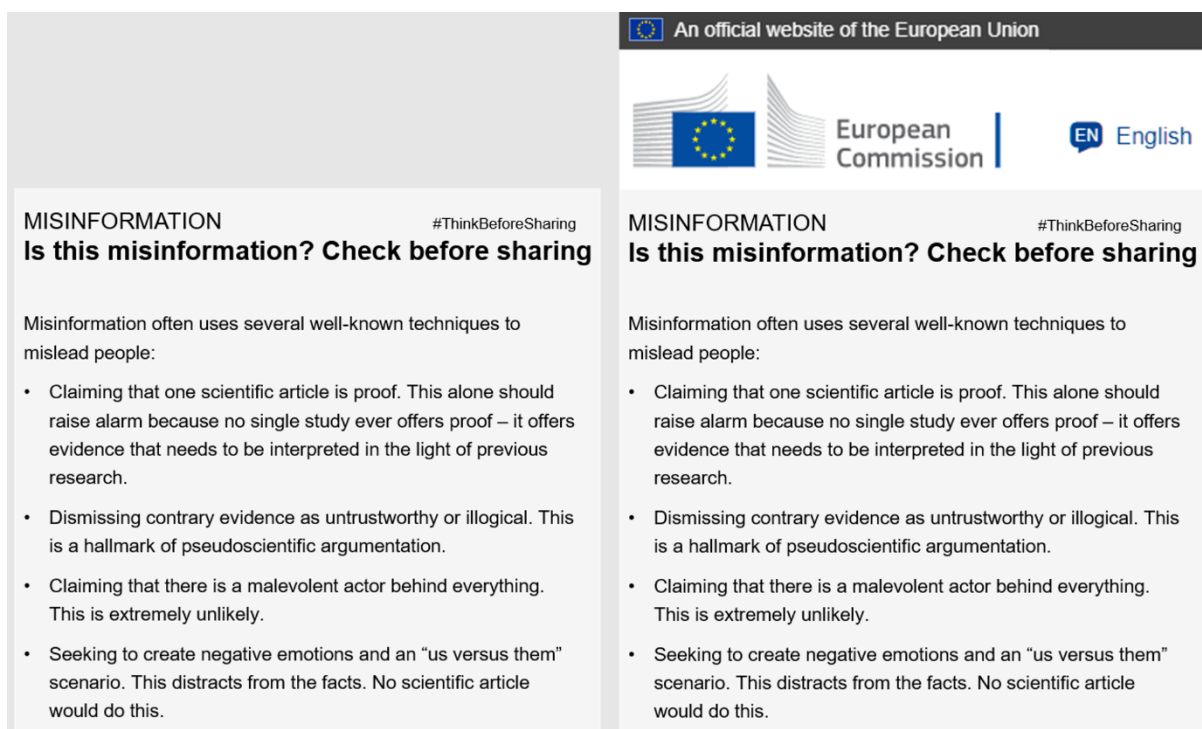 MISINFORMATION
#ThinkBeforeSharing
Is this misinformation? Check before sharing
Misinformation often uses several well-known techniques to
mislead people:
• Claiming that one scientific article is proof. This alone should
raise alarm because no single study ever offers proof – it offers
evidence that needs to be interpreted in the light of previous
research.
• Dismissing contrary evidence as untrustworthy or illogical. This
is a hallmark of pseudoscientific argumentation.
• Claiming that there is a malevolent actor behind everything.
This is extremely unlikely.
• Seeking to create negative emotions and an “us versus them”
scenario. This distracts from the facts. No scientific article
would do this.
An official website of the European Union
European
Commission
EN English
MISINFORMATION
#ThinkBeforeSharing
Is this misinformation? Check before sharing
Misinformation often uses several well-known techniques to
mislead people:
• Claiming that one scientific article is proof. This alone should
raise alarm because no single study ever offers proof – it offers
evidence that needs to be interpreted in the light of previous
research.
• Dismissing contrary evidence as untrustworthy or illogical. This
is a hallmark of pseudoscientific argumentation.
• Claiming that there is a malevolent actor behind everything.
This is extremely unlikely.
• Seeking to create negative emotions and an “us versus them”
scenario. This distracts from the facts. No scientific article
would do this.